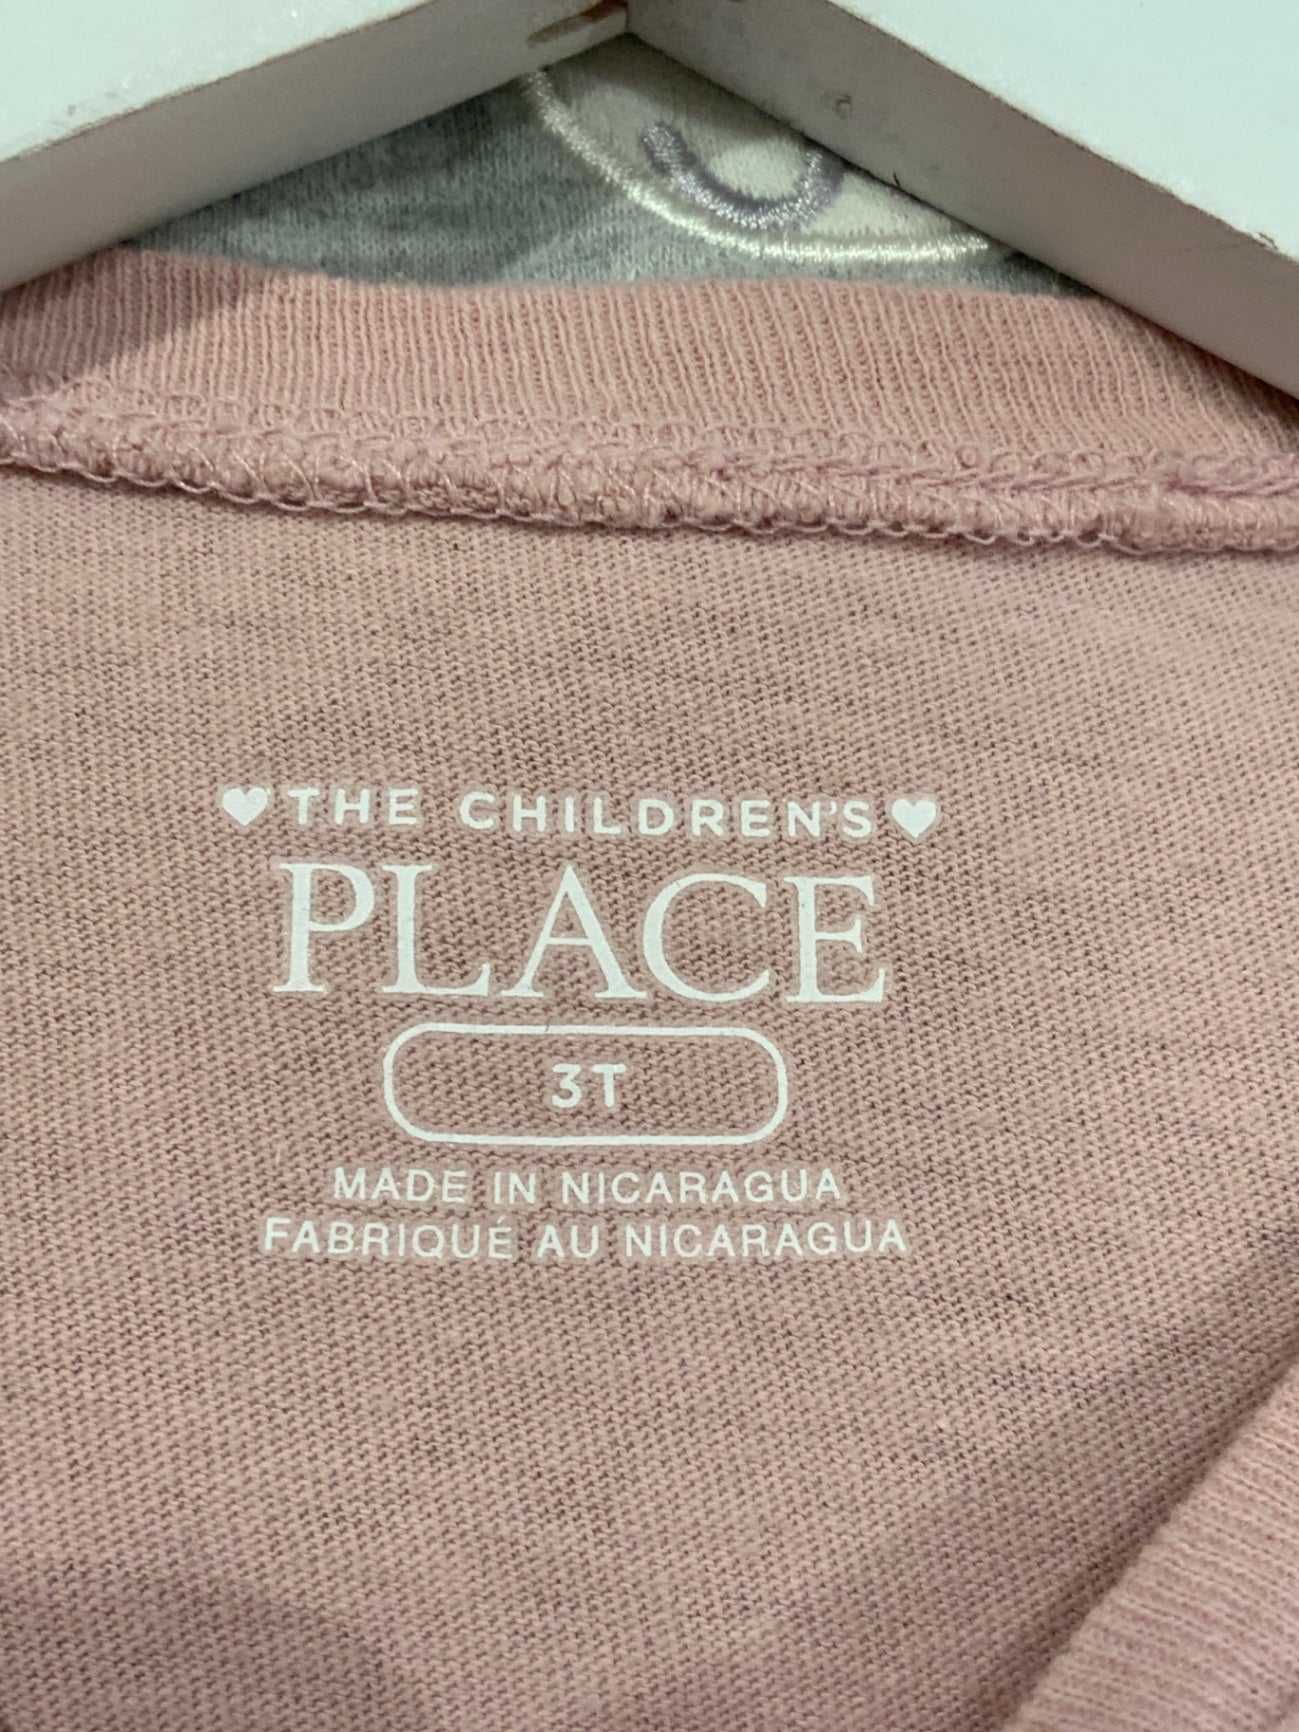 THE CHILDREN'S
PLACE
3T
MADE IN NICARAGUA
FABRIQUÉ AU NICARAGUA